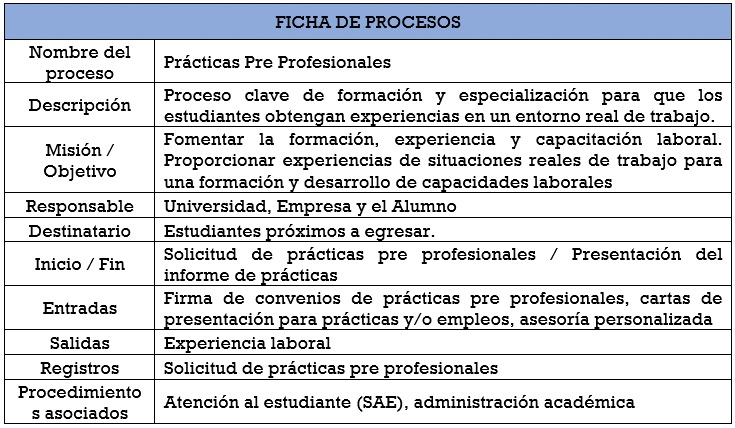 FICHA DE PROCESOS
Nombre del
proceso
Prácticas Pre Profesionales
Descripción
Proceso clave de formación y especialización para que los
estudiantes obtengan experiencias en un entorno real de trabajo.
Misión /
Objetivo
Fomentar la formación, experiencia y capacitación laboral.
Proporcionar experiencias de situaciones reales de trabajo para
una formación y desarrollo de capacidades laborales
Responsable
Universidad, Empresa y el Alumno
Destinatario
Estudiantes próximos a egresar.
Inicio / Fin
Solicitud de prácticas pre profesionales / Presentación del
informe de prácticas
Entradas
Firma de convenios de prácticas pre profesionales, cartas de
presentación para prácticas y/o empleos, asesoría personalizada
Salidas
Experiencia laboral
Registros
Solicitud de prácticas pre profesionales
Procedimiento
s asociados
Atención al estudiante (SAE), administración académica